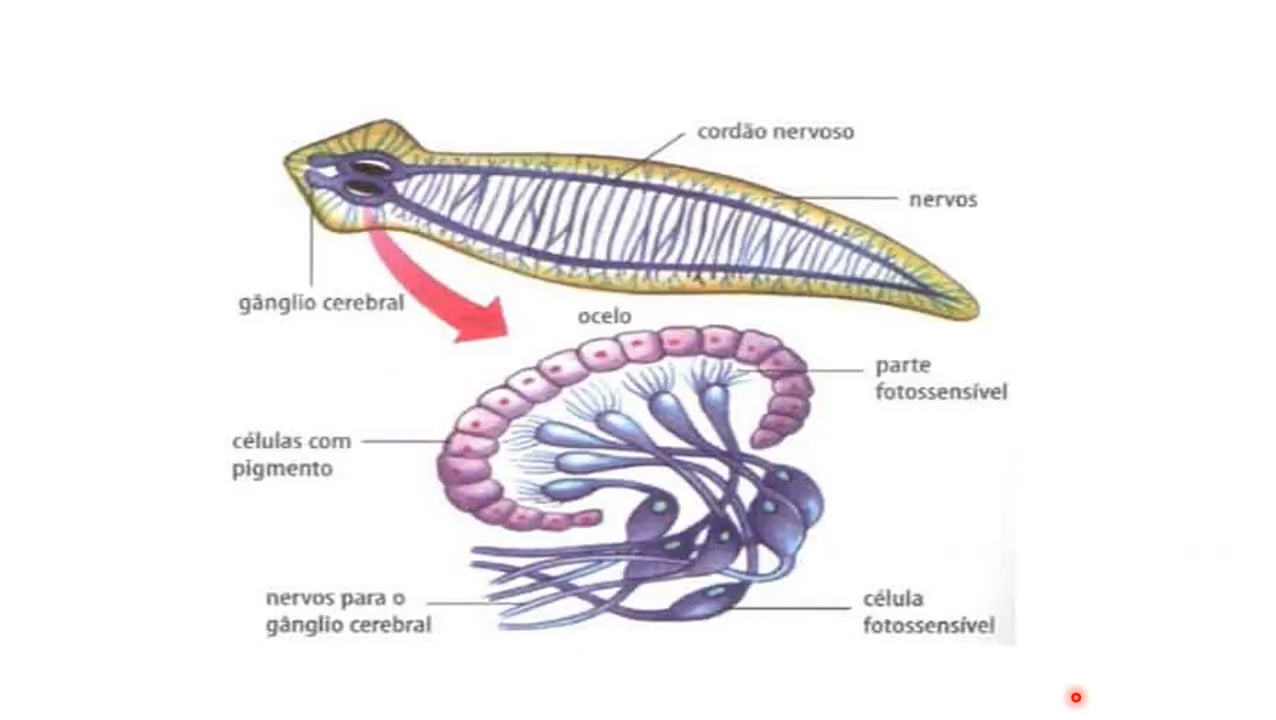 cordão nervoso
nervos
gânglio cerebral
ocelo
parte
fotossensível
células com
pigmento
nervos para o
gânglio cerebral
célula
fotossensível